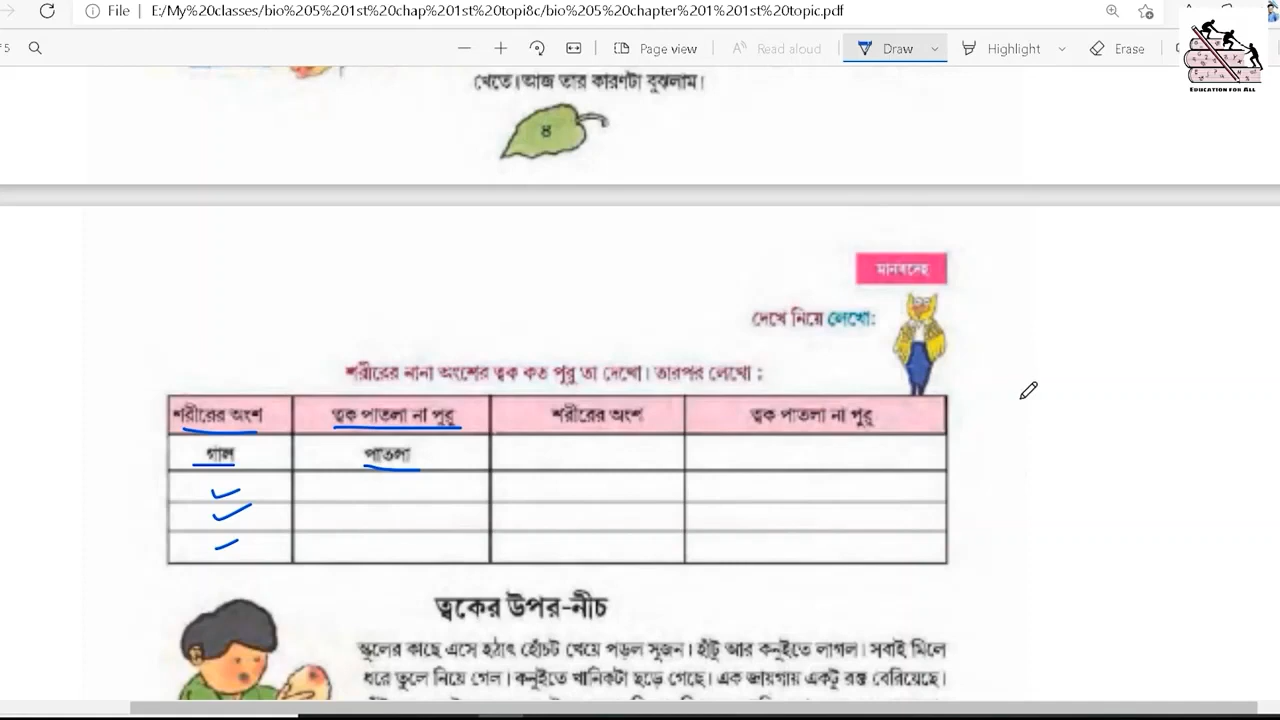 File | E:/My%20classes/bio%205%201st%20chap%201st%20topi8c/bio%205%20chapter%201%201st%20topic.pdf
Page view | Read aloud | Draw Highlight Erase
EDUCATION FOR ALL
খেতে। আজ তার কারণটা বুঝলাম।
৪
মানবদেহ
দেখে নিয়ে লেখো:
শরীরের নানা অংশের ত্বক কত পুরু তা দেখো। তারপর লেখো :
শরীরের অংশ ত্বক পাতলা না পুরু শরীরের অংশ ত্বক পাতলা না পুরু
গাল পাতলা
ত্বকের উপর-নীচ
স্কুলের কাছে এসে হঠাৎ হোঁচট খেয়ে পড়ল সৃজন। হাঁটু আর কনুইতে লাগল। সবাই মিলে
ধরে তুলে নিয়ে গেল। কনুইতে খানিকটা ছড়ে গেছে। এক জায়গায় একটু রক্ত বেরিয়েছে।